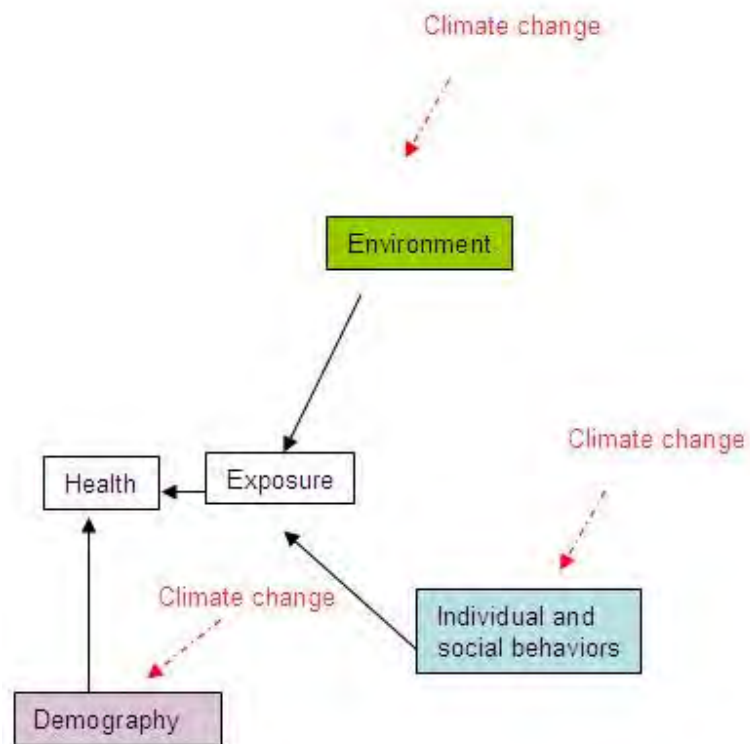 Climate change
Environment
Climate change
Health
Exposure
Climate change
Individual and
social behaviors
Demography